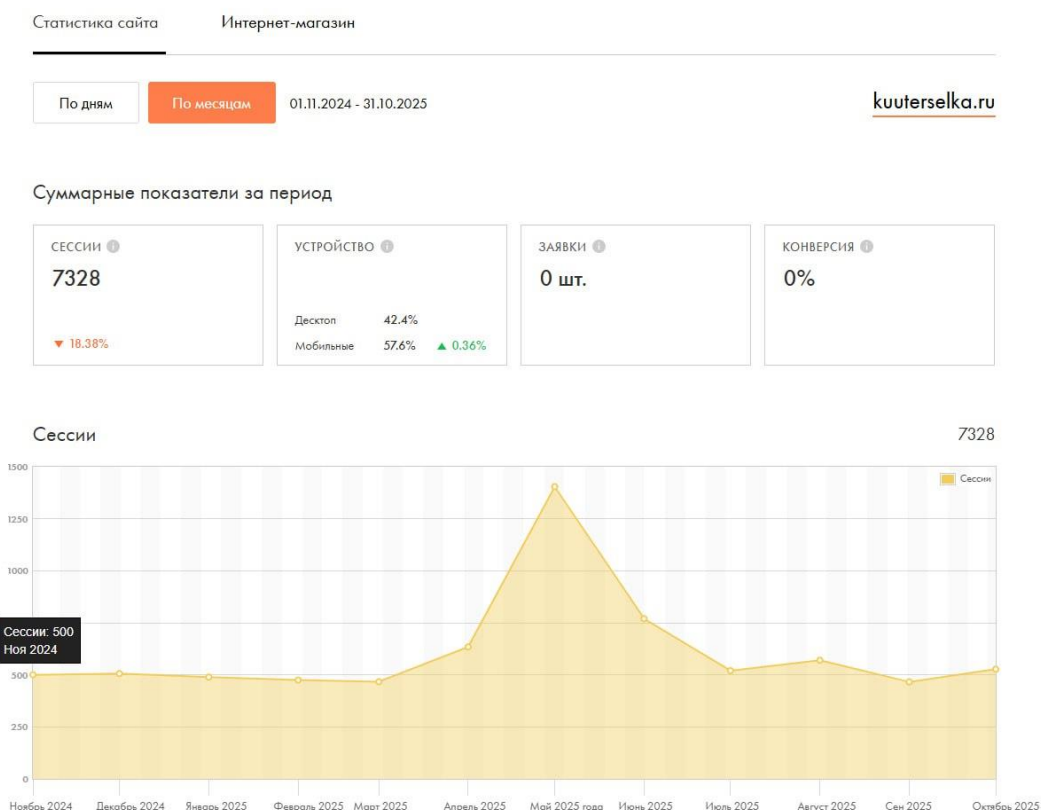 Статистика сайта Интернет-магазин
По дням По месяцам 01.11.2024 - 31.10.2025 kuuterselka.ru
Суммарные показатели за период
СЕССИИ i УСТРОЙСТВО i ЗАЯВКИ i КОНВЕРСИЯ i
7328 0 шт. 0%
Десктоп 42.4%
▼ 18.38% Мобильные 57.6% ▲ 0.36%
Сессии 7328
1500
Сессии
1250
1000
Сессии: 500
Ноя 2024
500
250
0
Ноябрь 2024 Декабрь 2024 Январь 2025 Февраль 2025 Март 2025 Апрель 2025 Май 2025 года Июнь 2025 Июль 2025 Август 2025 Сен 2025 Октябрь 2025